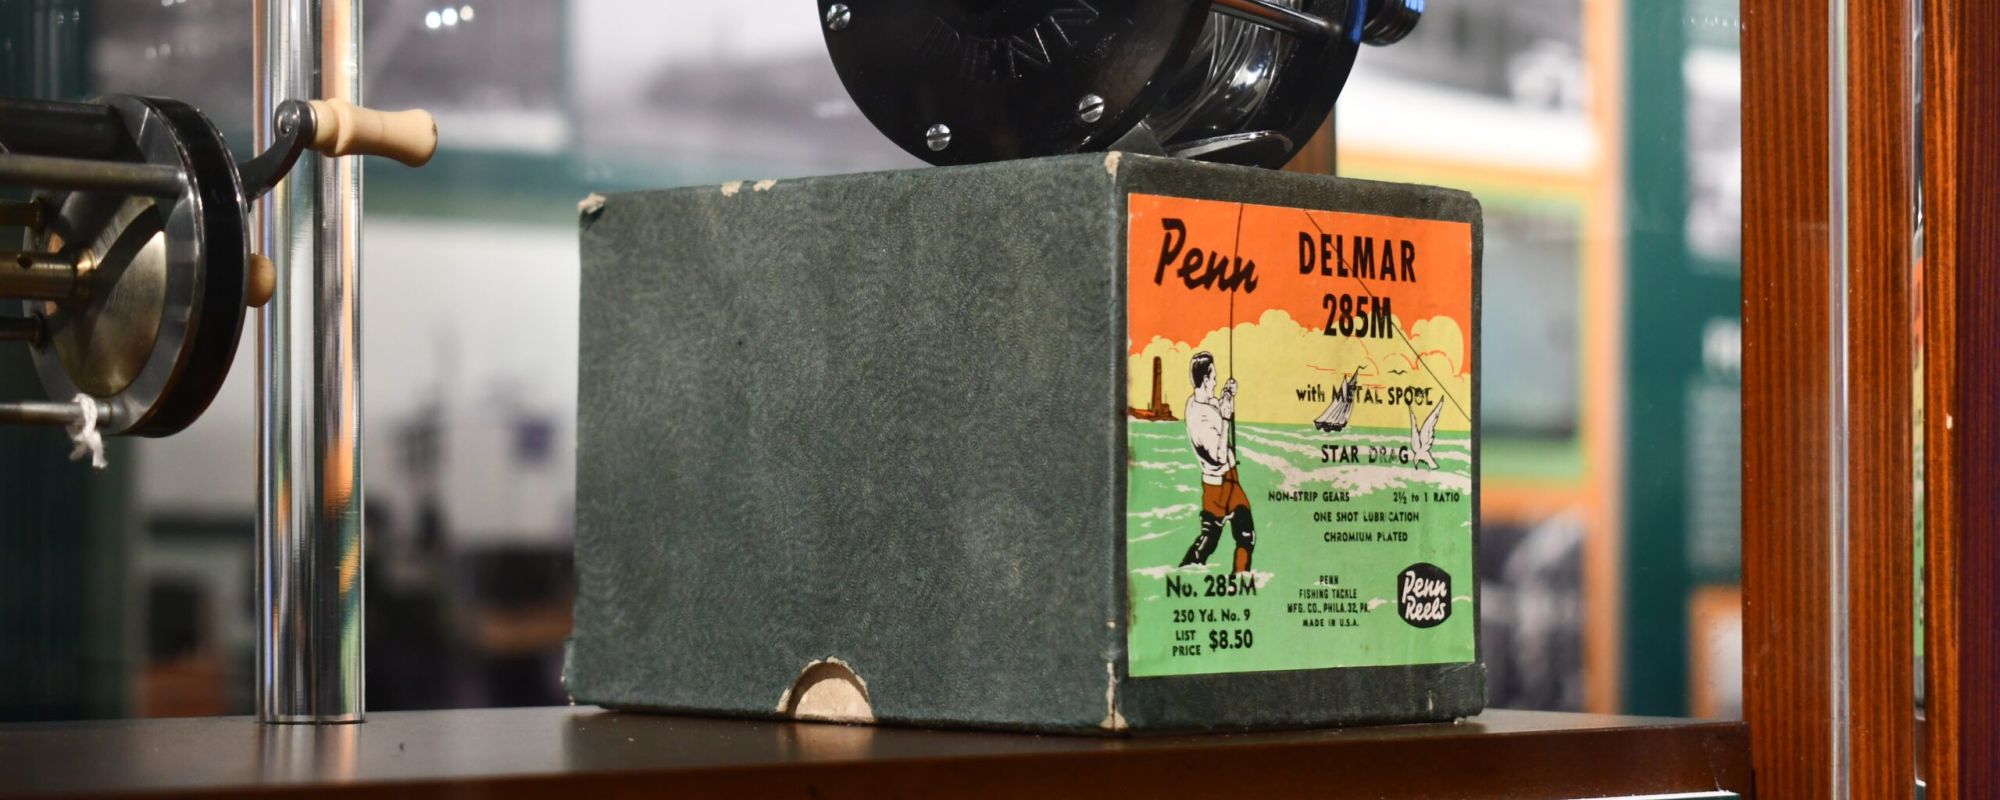 PENN
Penn
DELMAR
285M
with METAL SPOOL
STAR DRAG
NON-STRIP GEARS 2½ to 1 RATIO
ONE SHOT LUBRICATION
CHROMIUM PLATED
No. 285M
250 Yd. No. 9
LIST PRICE $8.50
PENN
FISHING TACKLE
MFG. CO., PHILA. 32, PA.
MADE IN U.S.A.
Penn
Reels